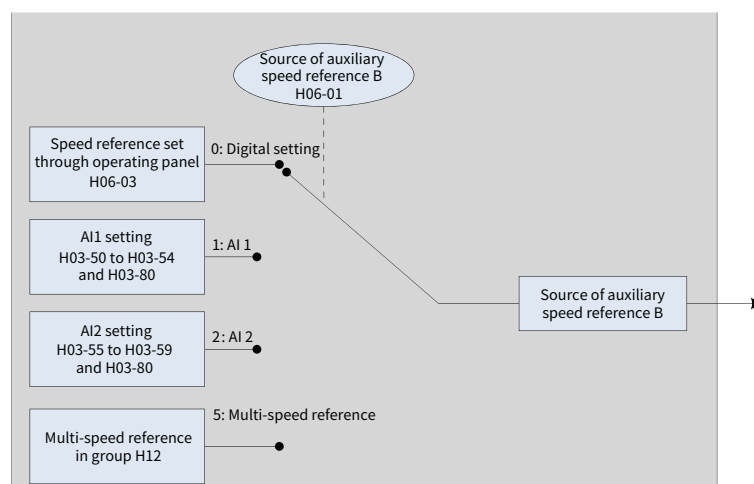 Source of auxiliary
speed reference B
H06-01
Speed reference set
through operating panel
H06-03
0: Digital setting
AI1 setting
H03-50 to H03-54
and H03-80
1: AI 1
AI2 setting
H03-55 to H03-59
and H03-80
2: AI 2
Source of auxiliary
speed reference B
5: Multi-speed reference
Multi-speed reference
in group H12